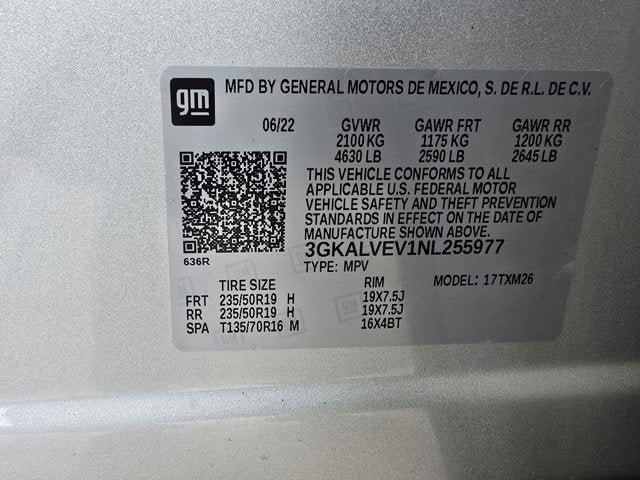 gm MFD BY GENERAL MOTORS DE MEXICO, S. DE R.L. DE C.V.
06/22 GVWR GAWR FRT GAWR RR
2100 KG 1175 KG 1200 KG
4630 LB 2590 LB 2645 LB
THIS VEHICLE CONFORMS TO ALL
APPLICABLE U.S. FEDERAL MOTOR
VEHICLE SAFETY AND THEFT PREVENTION
STANDARDS IN EFFECT ON THE DATE OF
MANUFACTURE SHOWN ABOVE.
3GKALVEV1NL255977
636R
TYPE: MPV MODEL: 17TXM26
TIRE SIZE RIM
FRT 235/50R19 H 19X7.5J
RR 235/50R19 H 19X7.5J
SPA T135/70R16 M 16X4BT